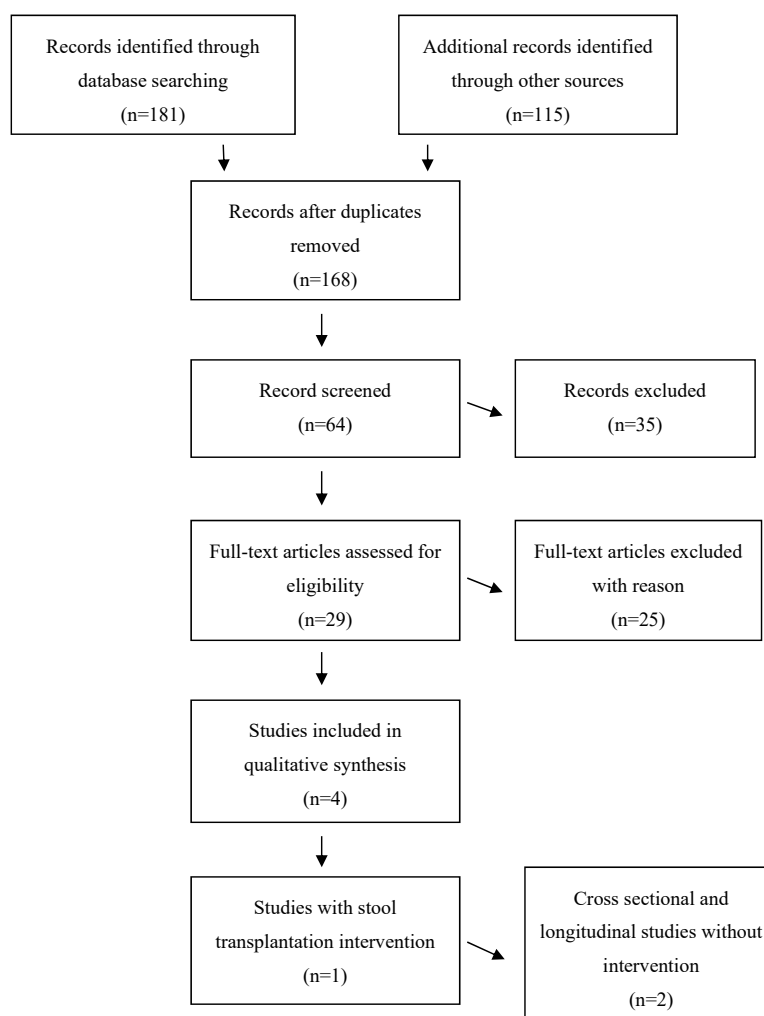 Records identified through
database searching
(n=181)
Additional records identified
through other sources
(n=115)
Records after duplicates
removed
(n=168)
Record screened
(n=64)
Records excluded
(n=35)
Full-text articles assessed for
eligibility
(n=29)
Full-text articles excluded
with reason
(n=25)
Studies included in
qualitative synthesis
(n=4)
Studies with stool
transplantation intervention
(n=1)
Cross sectional and
longitudinal studies without
intervention
(n=2)